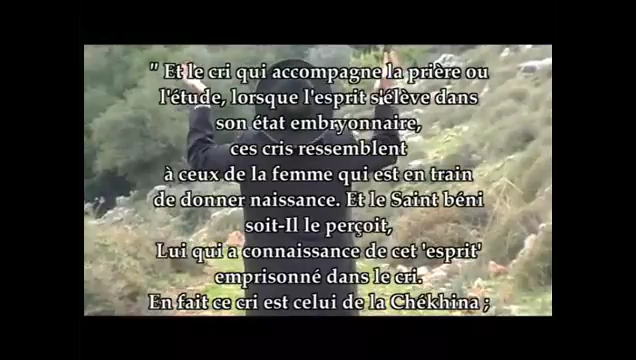 " Et le cri qui accompagne la prière ou
l'étude, lorsque l'esprit s'élève dans
son état embryonnaire,
ces cris ressemblent
à ceux de la femme qui est en train
de donner naissance. Et le Saint béni
soit-Il le perçoit,
Lui qui a connaissance de cet 'esprit'
emprisonné dans le cri.
En fait ce cri est celui de la Chékhina ;